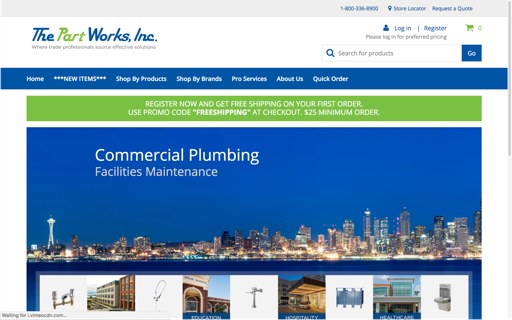 1-800-336-8900 Store Locator Request a Quote
The Part Works, Inc.
Where trade professionals source effective solutions
Log in | Register 0
Please log in for preferred pricing
Search for products Go
Home ***NEW ITEMS*** Shop By Products Shop By Brands Pro Services About Us Quick Order
REGISTER NOW AND GET FREE SHIPPING ON YOUR FIRST ORDER.
USE PROMO CODE "FREESHIPPING" AT CHECKOUT. $25 MINIMUM ORDER.
Commercial Plumbing
Facilities Maintenance
EDUCATION HOSPITALITY HEALTHCARE
Waiting for i.vimeocdn.com...